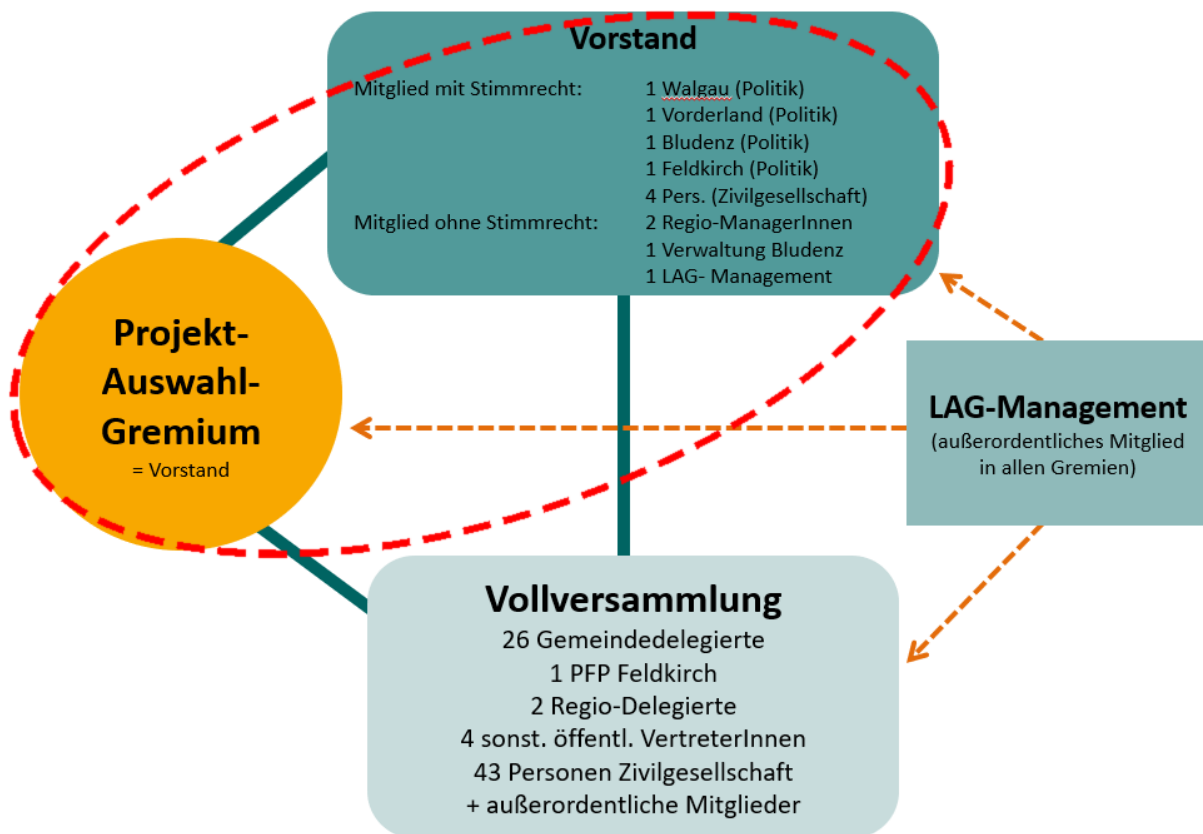 Vorstand
Mitglied mit Stimmrecht: 1 Walgau (Politik)
1 Vorderland (Politik)
1 Bludenz (Politik)
1 Feldkirch (Politik)
4 Pers. (Zivilgesellschaft)
Mitglied ohne Stimmrecht: 2 Regio-ManagerInnen
1 Verwaltung Bludenz
1 LAG- Management
Projekt-
Auswahl-
Gremium
= Vorstand
LAG-Management
(außerordentliches Mitglied
in allen Gremien)
Vollversammlung
26 Gemeindedelegierte
1 PFP Feldkirch
2 Regio-Delegierte
4 sonst. öffentl. VertreterInnen
43 Personen Zivilgesellschaft
+ außerordentliche Mitglieder